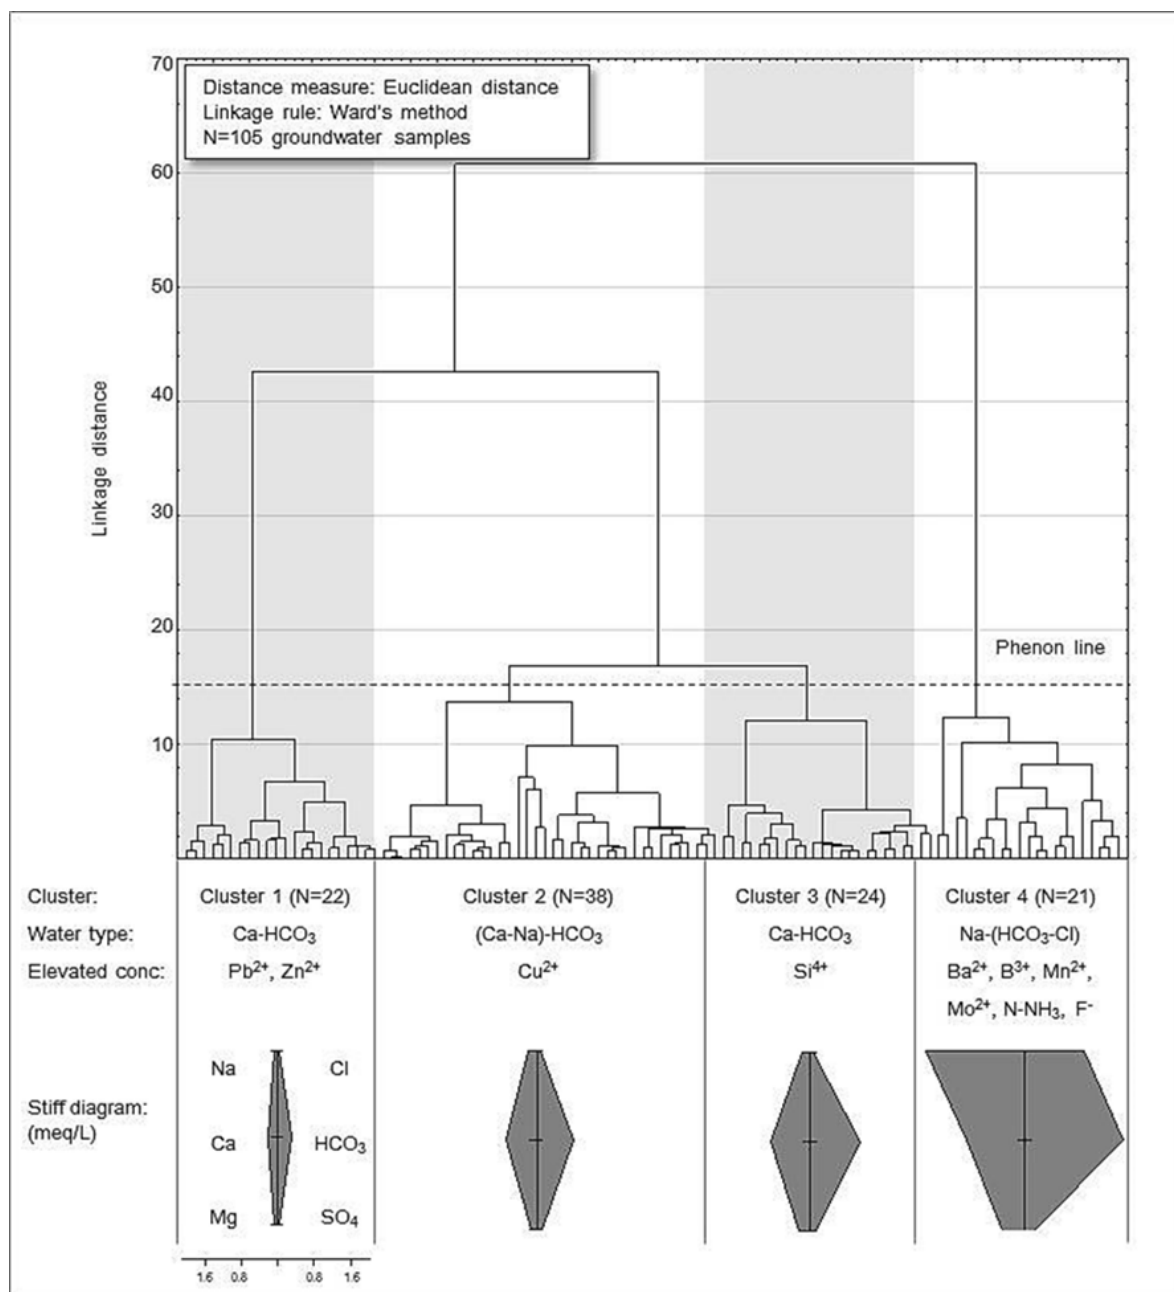 70
Distance measure: Euclidean distance
Linkage rule: Ward's method
N=105 groundwater samples
60
50
40
Linkage distance
30
20
Phenon line
10
Cluster: Cluster 1 (N=22) Cluster 2 (N=38) Cluster 3 (N=24) Cluster 4 (N=21)
Water type: Ca-HCO₃ (Ca-Na)-HCO₃ Ca-HCO₃ Na-(HCO₃-Cl)
Elevated conc: Pb²⁺, Zn²⁺ Cu²⁺ Si⁴⁺ Ba²⁺, B³⁺, Mn²⁺,
Mo²⁺, N-NH₃, F⁻
Na Cl
Stiff diagram:
(meq/L)
Ca HCO₃
Mg SO₄
1.6 0.8 0.8 1.6